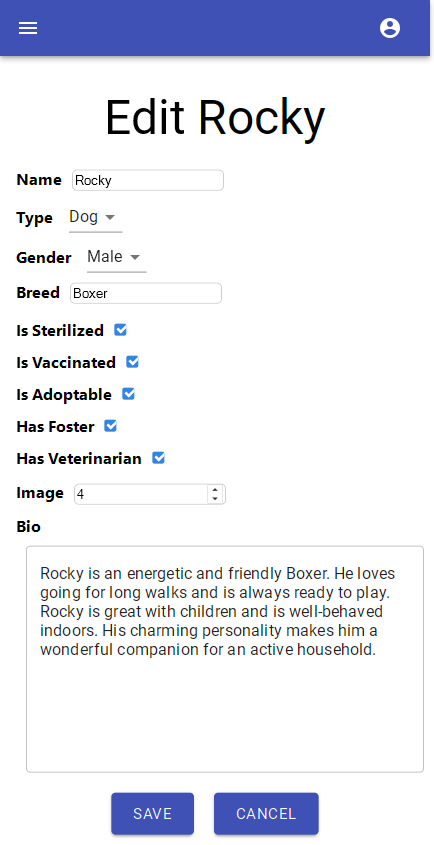 Edit Rocky
Name Rocky
Type Dog
Gender Male
Breed Boxer
Is Sterilized
Is Vaccinated
Is Adoptable
Has Foster
Has Veterinarian
Image 4
Bio
Rocky is an energetic and friendly Boxer. He loves
going for long walks and is always ready to play.
Rocky is great with children and is well-behaved
indoors. His charming personality makes him a
wonderful companion for an active household.
SAVE CANCEL